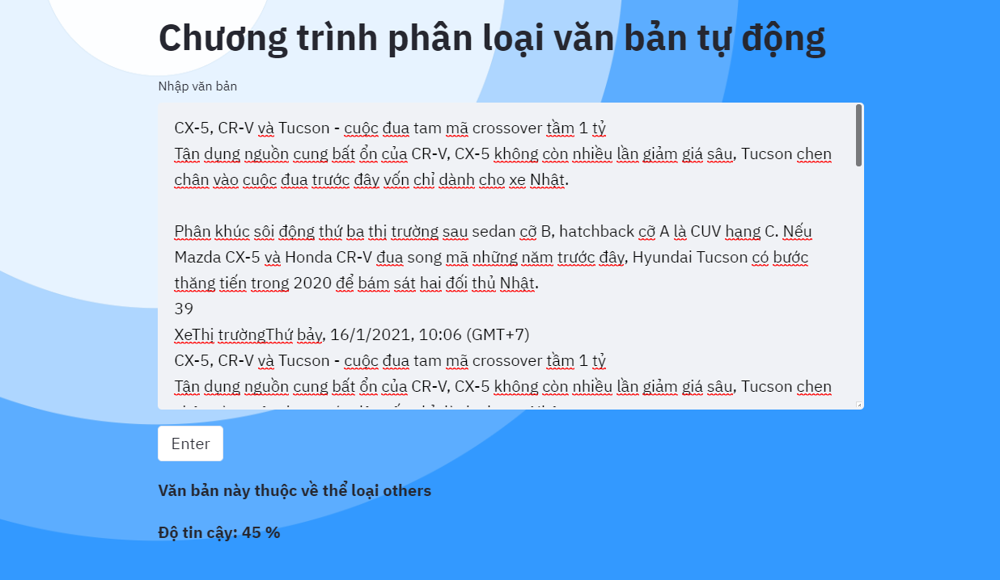 Chương trình phân loại văn bản tự động
Nhập văn bản
CX-5, CR-V và Tucson - cuộc đua tam mã crossover tầm 1 tỷ
Tận dụng nguồn cung bất ổn của CR-V, CX-5 không còn nhiều lần giảm giá sâu, Tucson chen
chân vào cuộc đua trước đây vốn chỉ dành cho xe Nhật.
Phân khúc sôi động thứ ba thị trường sau sedan cỡ B, hatchback cỡ A là CUV hạng C. Nếu
Mazda CX-5 và Honda CR-V đua song mã những năm trước đây, Hyundai Tucson có bước
thăng tiến trong 2020 để bám sát hai đối thủ Nhật.
39
XeThị trườngThứ bảy, 16/1/2021, 10:06 (GMT+7)
CX-5, CR-V và Tucson - cuộc đua tam mã crossover tầm 1 tỷ
Tận dụng nguồn cung bất ổn của CR-V, CX-5 không còn nhiều lần giảm giá sâu, Tucson chen
Enter
Văn bản này thuộc về thể loại others
Độ tin cậy: 45 %